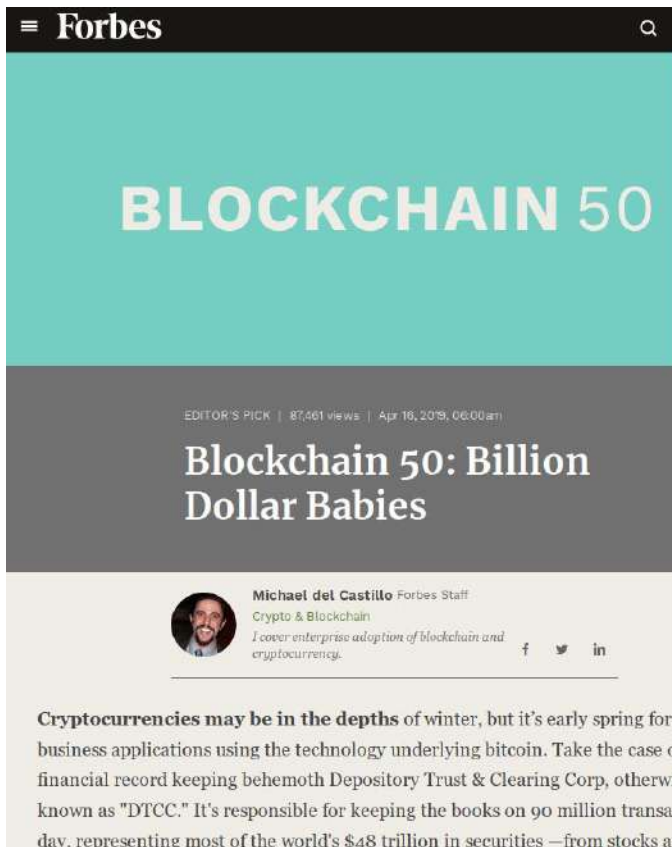 Forbes
BLOCKCHAIN 50
EDITOR'S PICK | 87,461 views | Apr 16, 2019, 06:00am
Blockchain 50: Billion
Dollar Babies
Michael del Castillo Forbes Staff
Crypto & Blockchain
I cover enterprise adoption of blockchain and
cryptocurrency.
Cryptocurrencies may be in the depths of winter, but it's early spring for
business applications using the technology underlying bitcoin. Take the case
financial record keeping behemoth Depository Trust & Clearing Corp, otherw
known as "DTCC." It's responsible for keeping the books on 90 million transa
day, representing most of the world's $48 trillion in securities —from stocks a